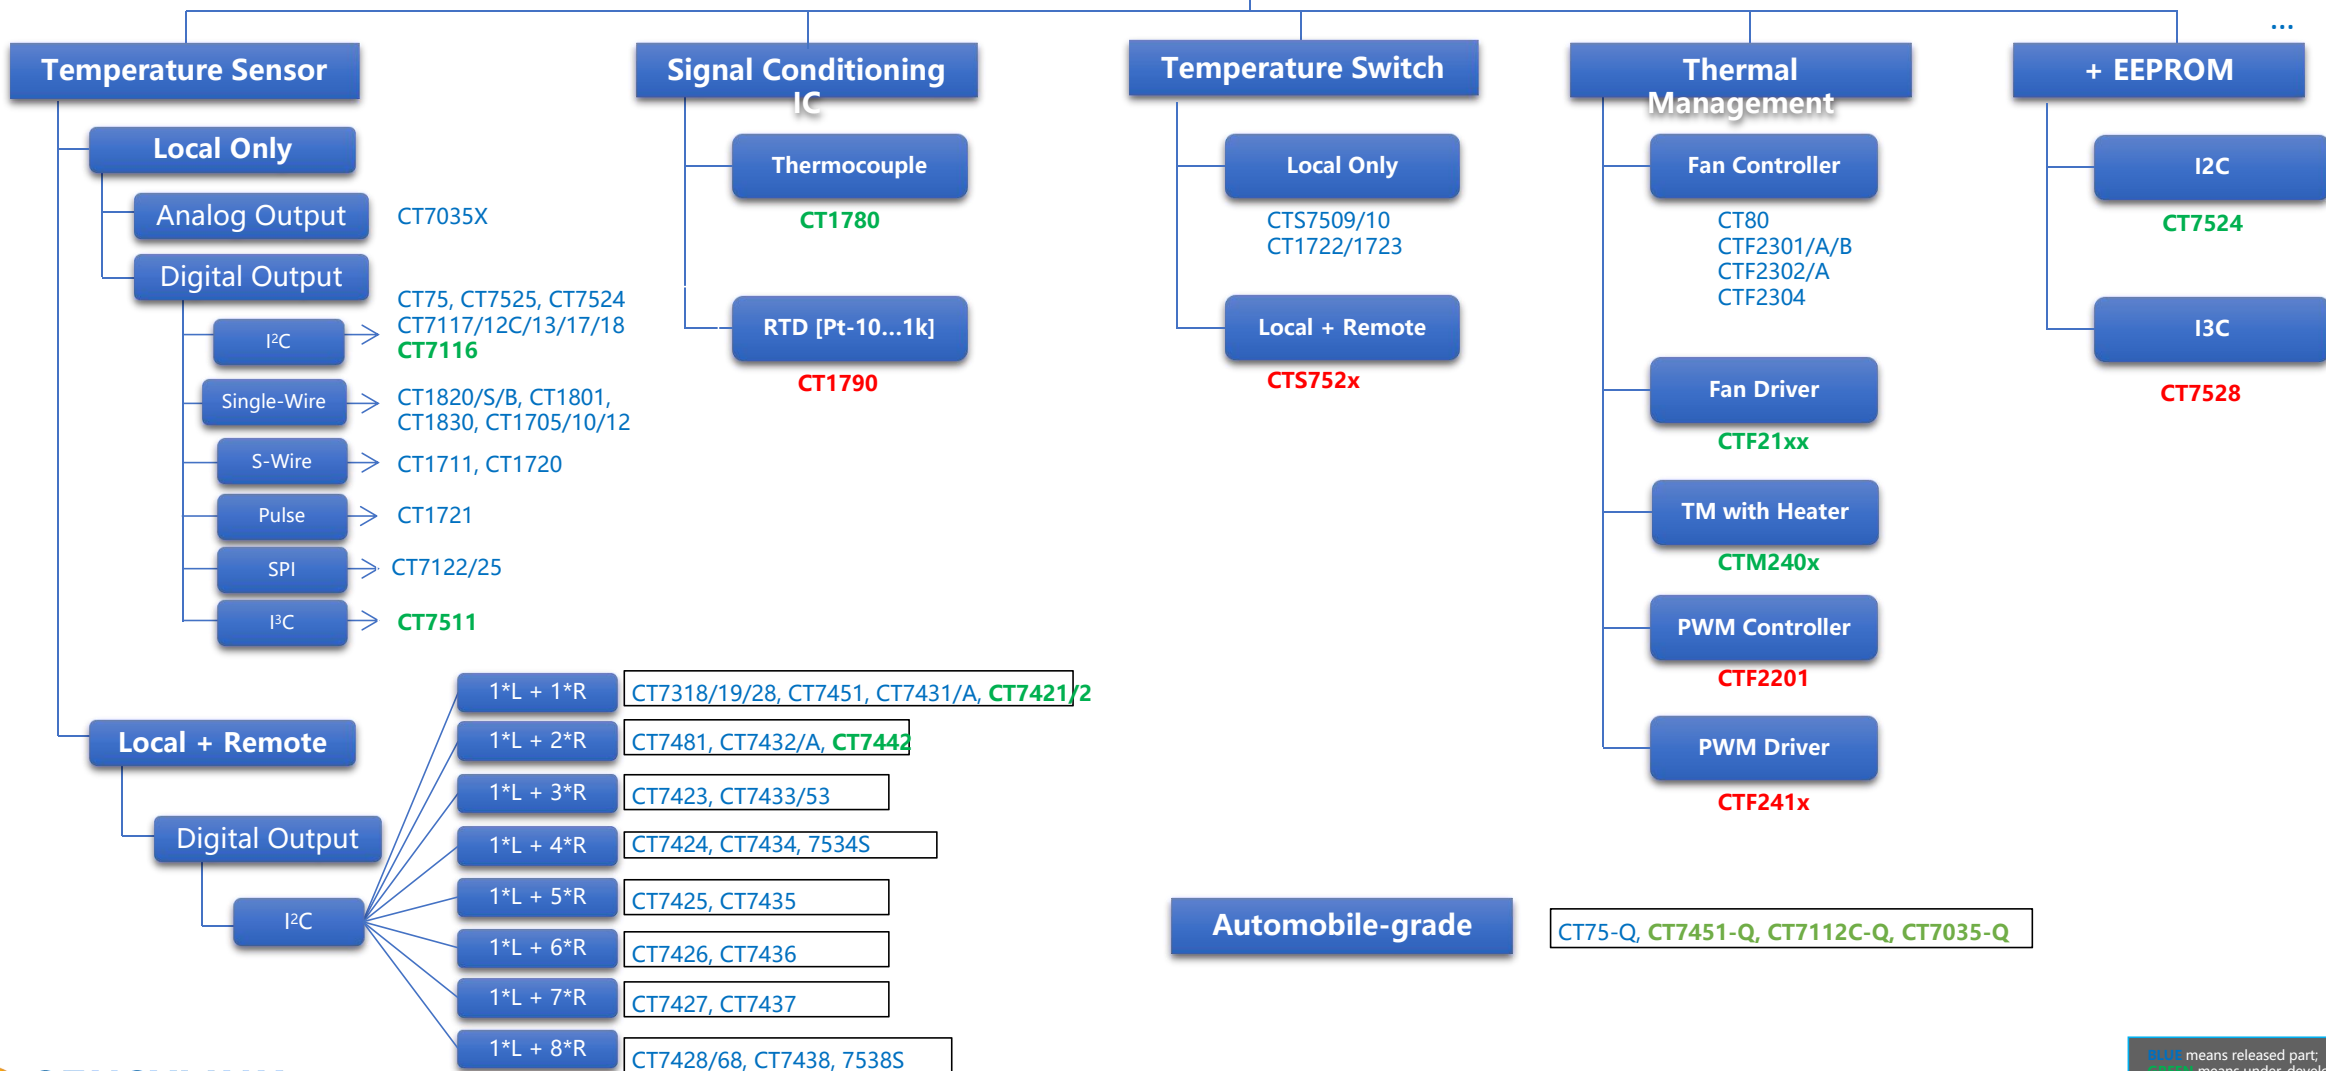 ...
Temperature Sensor
Local Only
Analog Output
CT7035X
Digital Output
I²C
CT75, CT7525, CT7524
CT7117/12C/13/17/18
CT7116
Single-Wire
CT1820/S/B, CT1801,
CT1830, CT1705/10/12
S-Wire
CT1711, CT1720
Pulse
CT1721
SPI
CT7122/25
I³C
CT7511
Local + Remote
Digital Output
I²C
1*L + 1*R
CT7318/19/28, CT7451, CT7431/A, CT7421/2
1*L + 2*R
CT7481, CT7432/A, CT7442
1*L + 3*R
CT7423, CT7433/53
1*L + 4*R
CT7424, CT7434, 7534S
1*L + 5*R
CT7425, CT7435
1*L + 6*R
CT7426, CT7436
1*L + 7*R
CT7427, CT7437
1*L + 8*R
CT7428/68, CT7438, 7538S
Signal Conditioning
IC
Thermocouple
CT1780
RTD [Pt-10...1k]
CT1790
Temperature Switch
Local Only
CTS7509/10
CT1722/1723
Local + Remote
CTS752x
Thermal
Management
Fan Controller
CT80
CTF2301/A/B
CTF2302/A
CTF2304
Fan Driver
CTF21xx
TM with Heater
CTM240x
PWM Controller
CTF2201
PWM Driver
CTF241x
+ EEPROM
I2C
CT7524
I3C
CT7528
Automobile-grade
CT75-Q, CT7451-Q, CT7112C-Q, CT7035-Q
BLUE means released part;